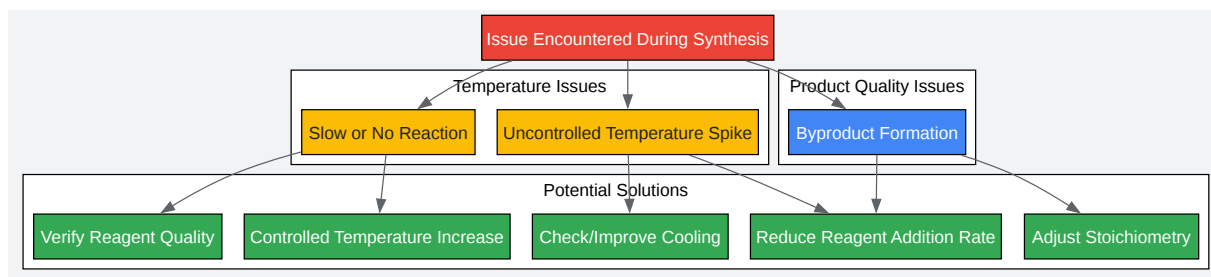 Issue Encountered During Synthesis
Temperature Issues
Product Quality Issues
Slow or No Reaction
Uncontrolled Temperature Spike
Byproduct Formation
Potential Solutions
Verify Reagent Quality
Controlled Temperature Increase
Check/Improve Cooling
Reduce Reagent Addition Rate
Adjust Stoichiometry